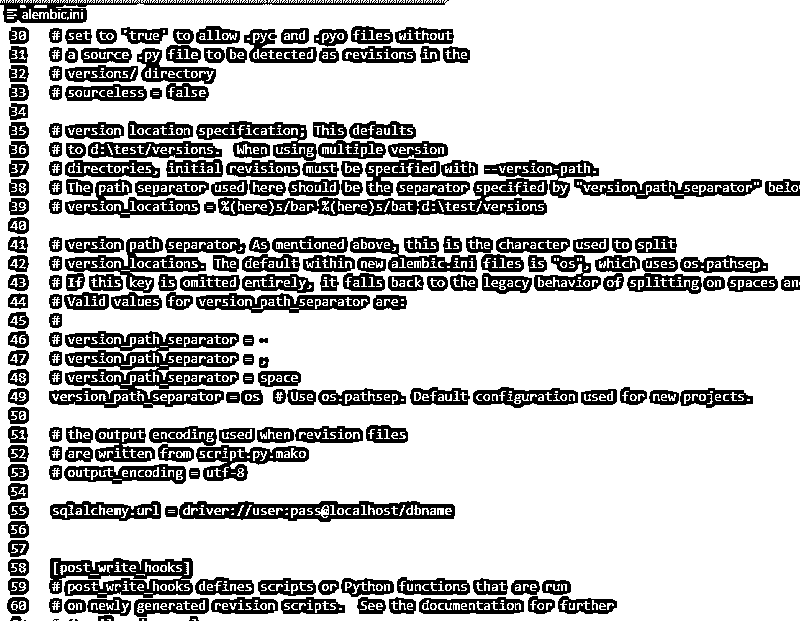 alembic.ini
30 # set to 'true' to allow .pyc and .pyo files without
31 # a source .py file to be detected as revisions in the
32 # versions/ directory
33 # sourceless = false
34
35 # version location specification; This defaults
36 # to d:\test/versions.  When using multiple version
37 # directories, initial revisions must be specified with --version-path.
38 # The path separator used here should be the separator specified by "version_path_separator" belo
39 # version_locations = %(here)s/bar:%(here)s/bat:d:\test/versions
40
41 # version path separator, As mentioned above, this is the character used to split
42 # version_locations. The default within new alembic.ini files is "os", which uses os.pathsep.
43 # If this key is omitted entirely, it falls back to the legacy behavior of splitting on spaces an
44 # Valid values for version_path_separator are:
45 #
46 # version_path_separator = :
47 # version_path_separator = ;
48 # version_path_separator = space
49 version_path_separator = os  # Use os.pathsep. Default configuration used for new projects.
50
51 # the output encoding used when revision files
52 # are written from script.py.mako
53 # output_encoding = utf-8
54
55 sqlalchemy.url = driver://user:pass@localhost/dbname
56
57
58 [post_write_hooks]
59 # post_write_hooks defines scripts or Python functions that are run
60 # on newly generated revision scripts.  See the documentation for further